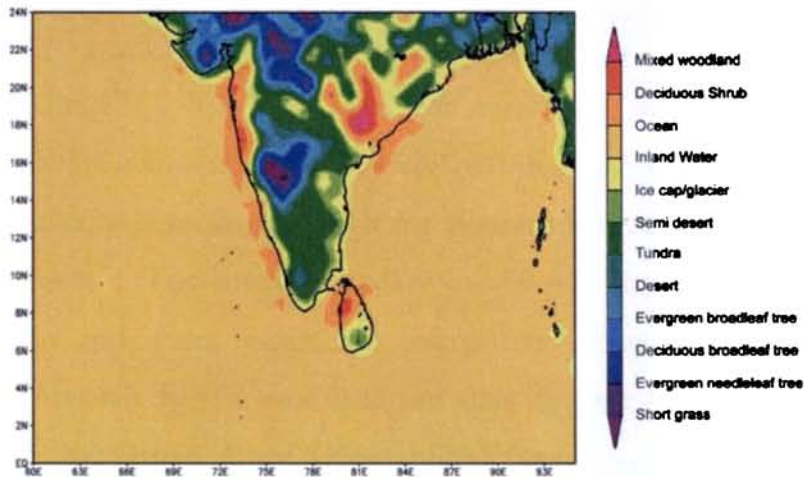 24N
22N
20N
18N
16N
14N
12N
10N
8N
6N
4N
2N
EQ
60E 63E 66E 69E 72E 75E 78E 81E 84E 87E 90E 93E
Mixed woodland
Deciduous Shrub
Ocean
Inland Water
Ice cap/glacier
Semi desert
Tundra
Desert
Evergreen broadleaf tree
Deciduous broadleaf tree
Evergreen needleleaf tree
Short grass